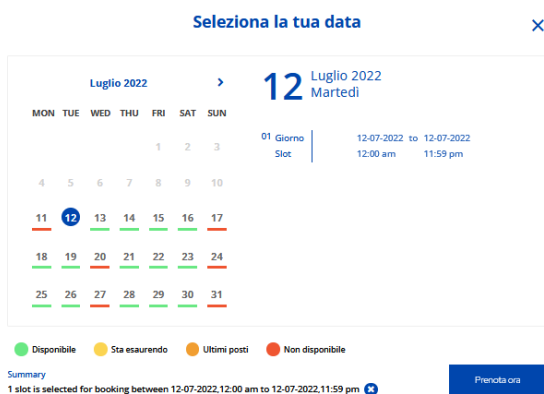 Seleziona la tua data
Luglio 2022
MON TUE WED THU FRI SAT SUN
1 2 3
4 5 6 7 8 9 10
11 12 13 14 15 16 17
18 19 20 21 22 23 24
25 26 27 28 29 30 31
12 Luglio 2022
Martedì
01 Giorno 12-07-2022 to 12-07-2022
Slot 12:00 am 11:59 pm
Disponibile Sta esaurendo Ultimi posti Non disponibile
Summary
1 slot is selected for booking between 12-07-2022,12:00 am to 12-07-2022,11:59 pm
Prenota ora